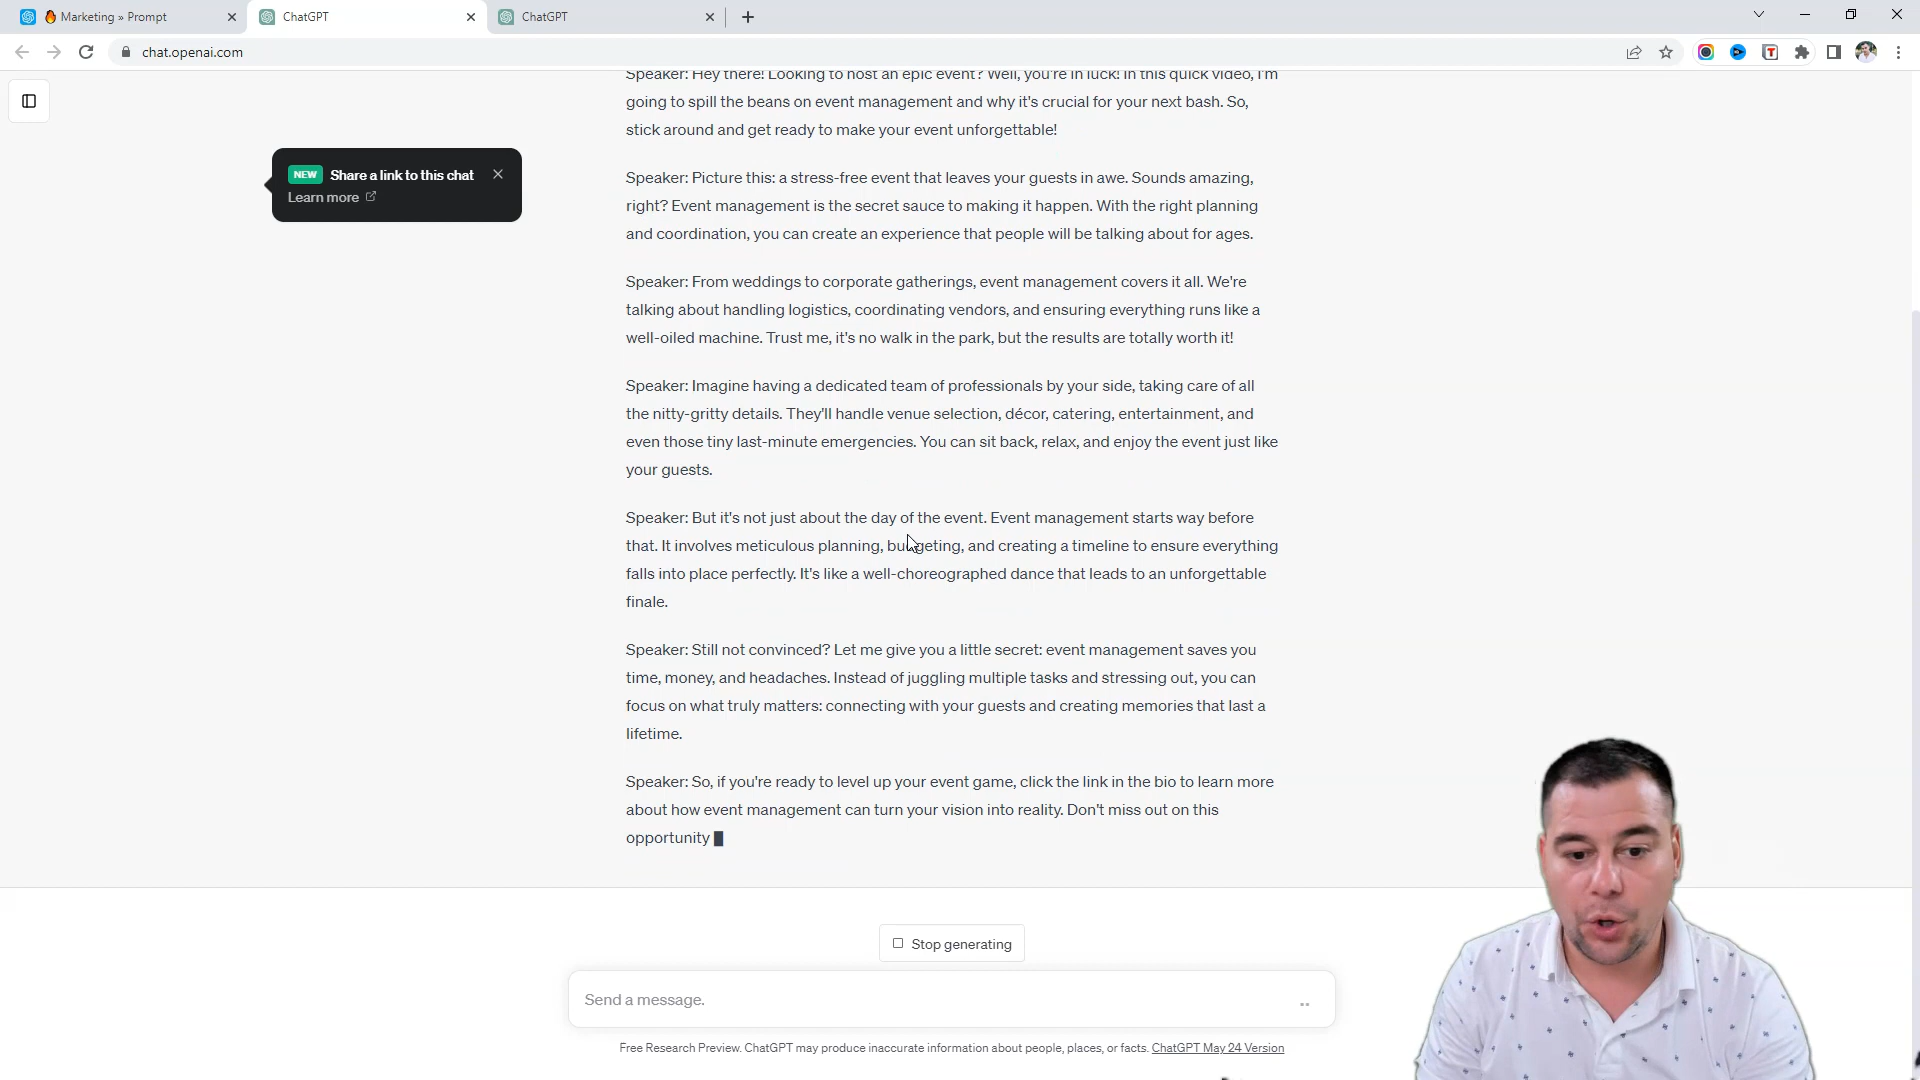 Marketing » Prompt
ChatGPT
ChatGPT
chat.openai.com
Speaker: Hey there! Looking to host an epic event? Well, you're in luck! In this quick video, I'm
going to spill the beans on event management and why it's crucial for your next bash. So,
stick around and get ready to make your event unforgettable!
NEW Share a link to this chat
Learn more
Speaker: Picture this: a stress-free event that leaves your guests in awe. Sounds amazing,
right? Event management is the secret sauce to making it happen. With the right planning
and coordination, you can create an experience that people will be talking about for ages.
Speaker: From weddings to corporate gatherings, event management covers it all. We're
talking about handling logistics, coordinating vendors, and ensuring everything runs like a
well-oiled machine. Trust me, it's no walk in the park, but the results are totally worth it!
Speaker: Imagine having a dedicated team of professionals by your side, taking care of all
the nitty-gritty details. They'll handle venue selection, décor, catering, entertainment, and
even those tiny last-minute emergencies. You can sit back, relax, and enjoy the event just like
your guests.
Speaker: But it's not just about the day of the event. Event management starts way before
that. It involves meticulous planning, budgeting, and creating a timeline to ensure everything
falls into place perfectly. It's like a well-choreographed dance that leads to an unforgettable
finale.
Speaker: Still not convinced? Let me give you a little secret: event management saves you
time, money, and headaches. Instead of juggling multiple tasks and stressing out, you can
focus on what truly matters: connecting with your guests and creating memories that last a
lifetime.
Speaker: So, if you're ready to level up your event game, click the link in the bio to learn more
about how event management can turn your vision into reality. Don't miss out on this
opportunity
Stop generating
Send a message.
Free Research Preview. ChatGPT may produce inaccurate information about people, places, or facts. ChatGPT May 24 Version